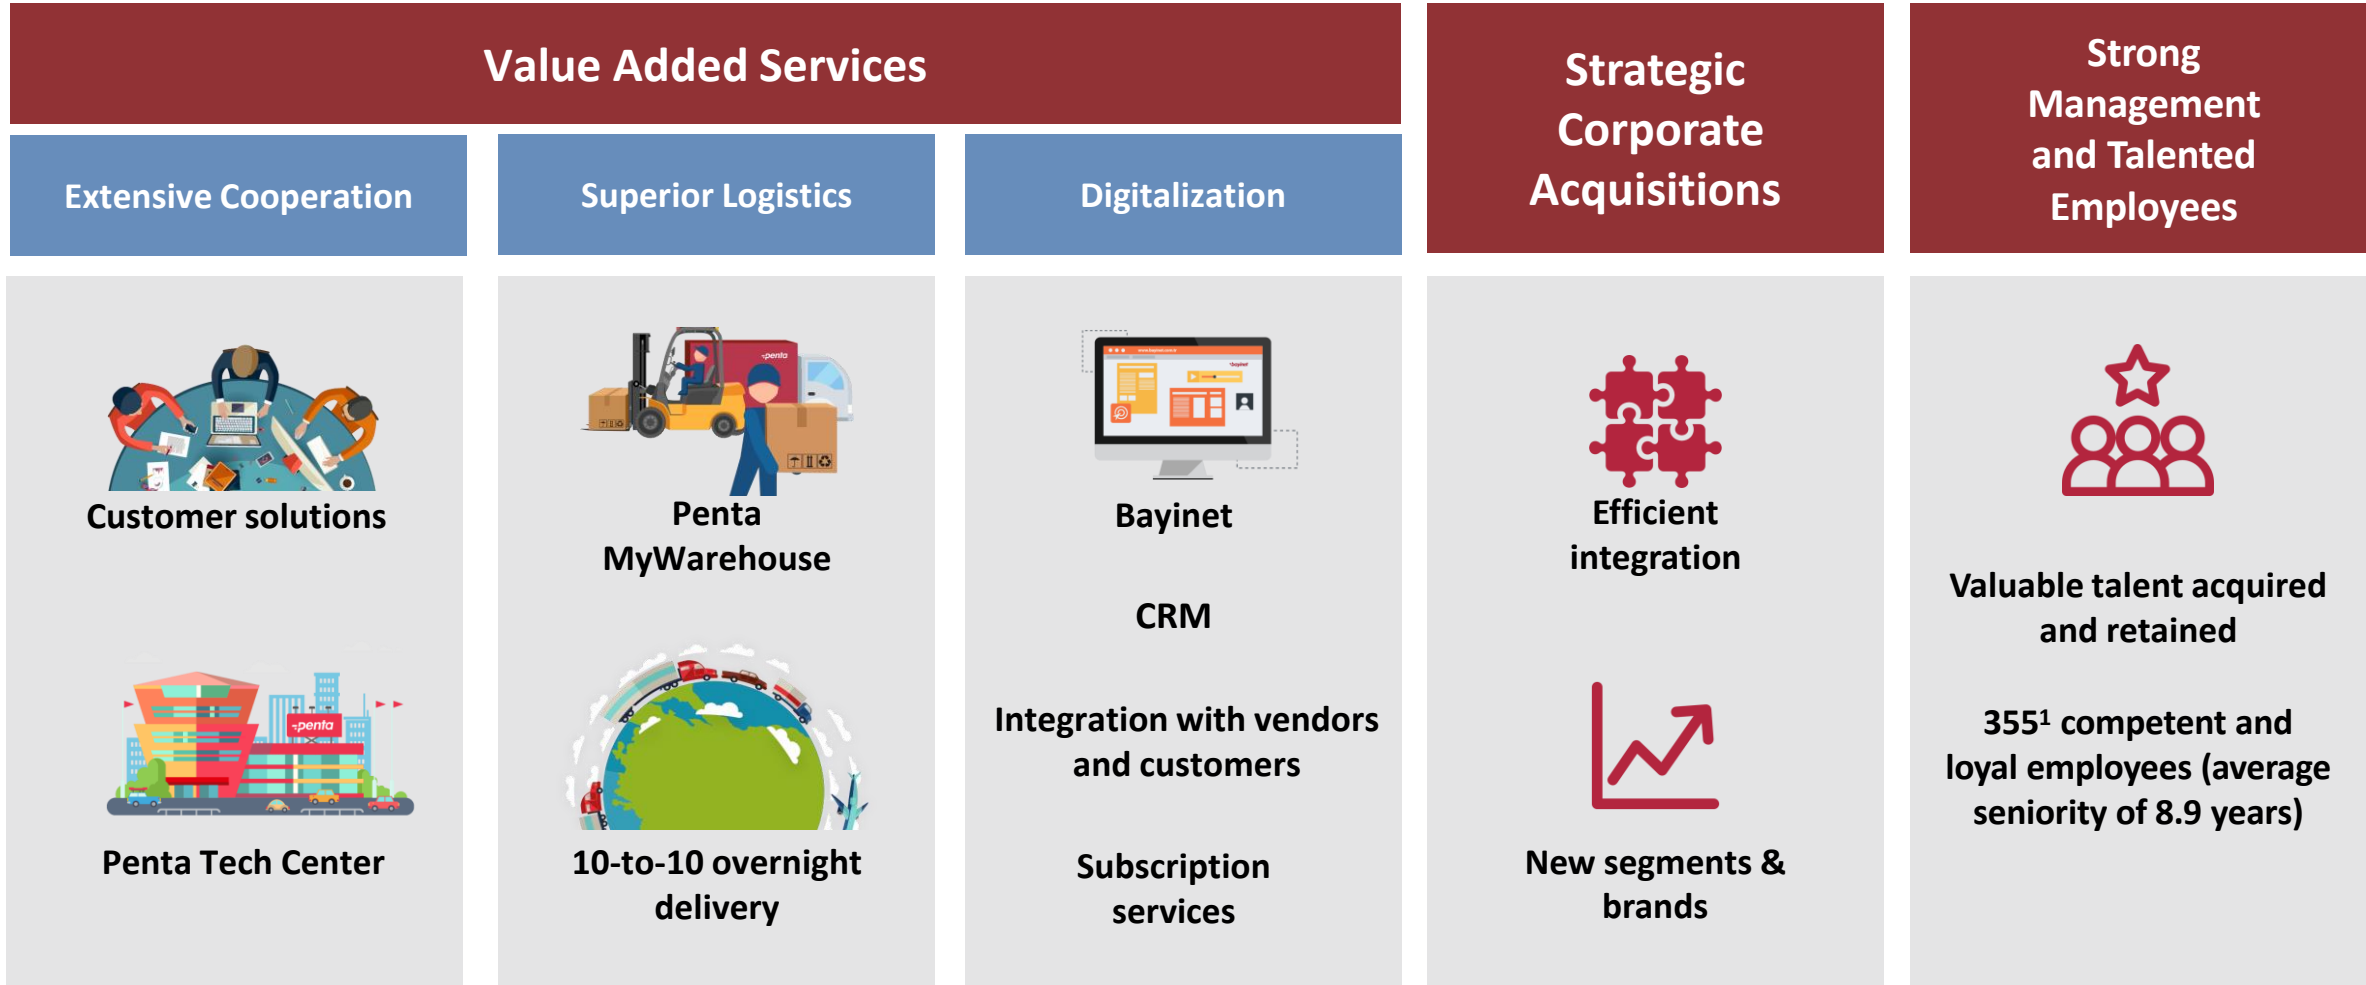 Value Added Services
Extensive Cooperation
Superior Logistics
Digitalization
Strategic
Corporate
Acquisitions
Strong
Management
and Talented
Employees
Customer solutions
penta
Penta Tech Center
penta
Penta
MyWarehouse
10-to-10 overnight
delivery
bayinet
Bayinet
CRM
Integration with vendors
and customers
Subscription
services
Efficient
integration
New segments &
brands
Valuable talent acquired
and retained
355¹ competent and
loyal employees (average
seniority of 8.9 years)